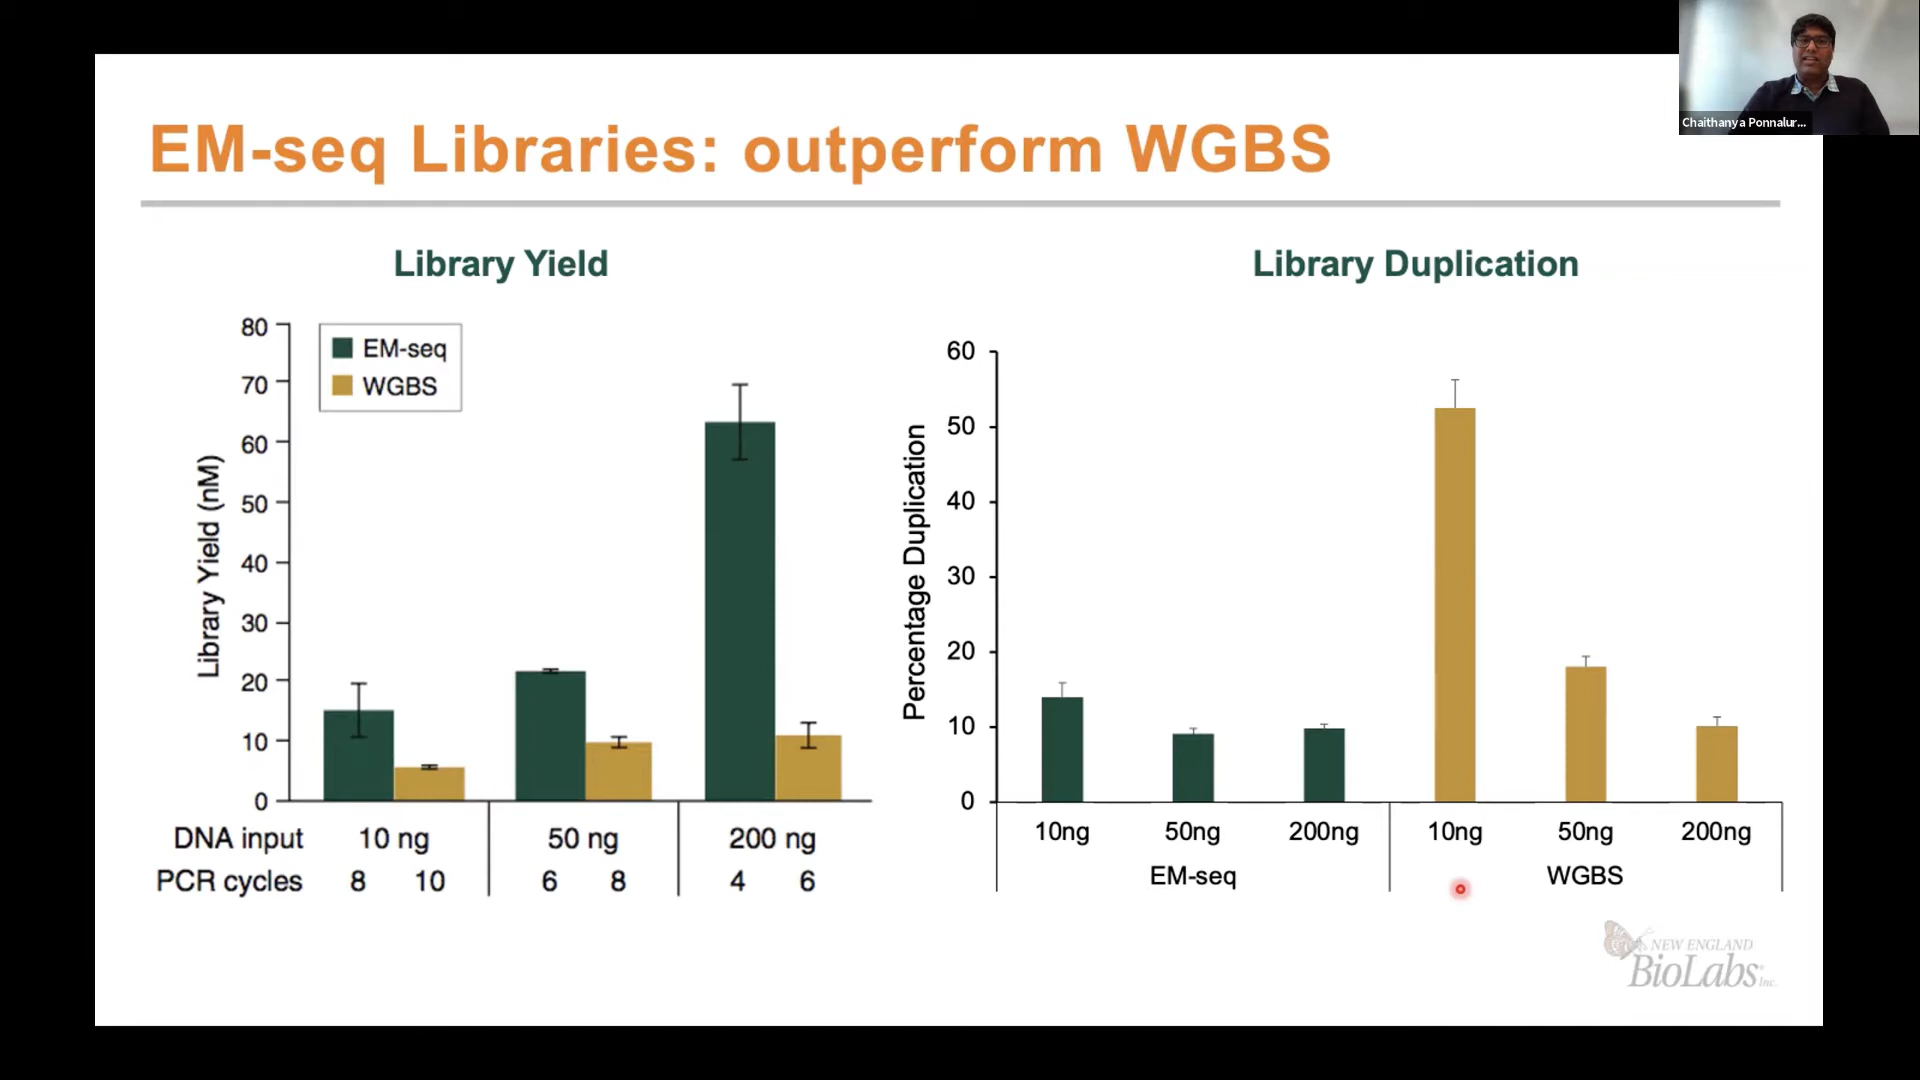 Chaithanya Ponnalur...
EM-seq Libraries: outperform WGBS
Library Yield
80
70
60
50
40
30
20
10
0
Library Yield (nM)
EM-seq
WGBS
DNA input 10 ng 50 ng 200 ng
PCR cycles 8 10 6 8 4 6
Library Duplication
60
50
40
30
20
10
0
Percentage Duplication
10ng 50ng 200ng 10ng 50ng 200ng
EM-seq WGBS
NEW ENGLAND
BioLabs Inc.